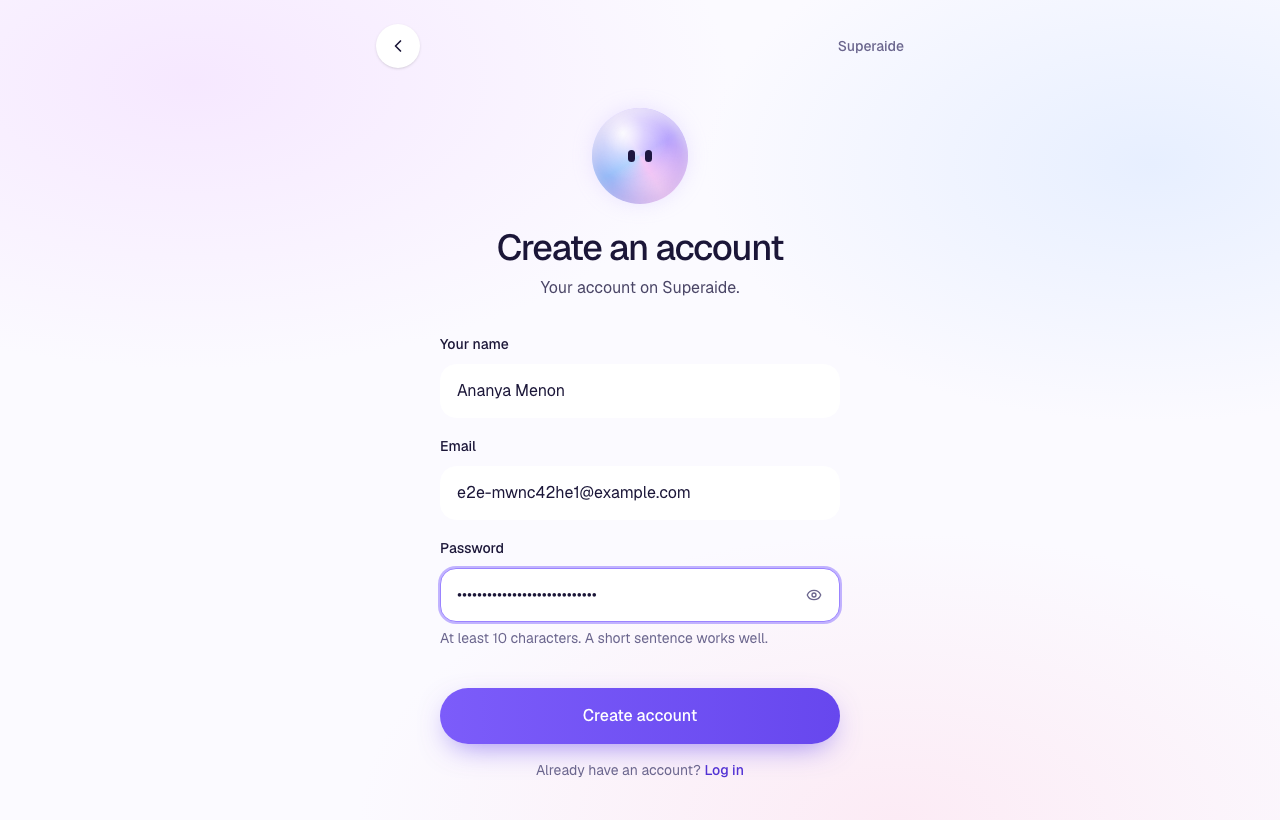 Superaide
Create an account
Your account on Superaide.
Your name
Ananya Menon
Email
e2e-mwnc42he1@example.com
Password
••••••••••••••••••••••••••••
At least 10 characters. A short sentence works well.
Create account
Already have an account? Log in